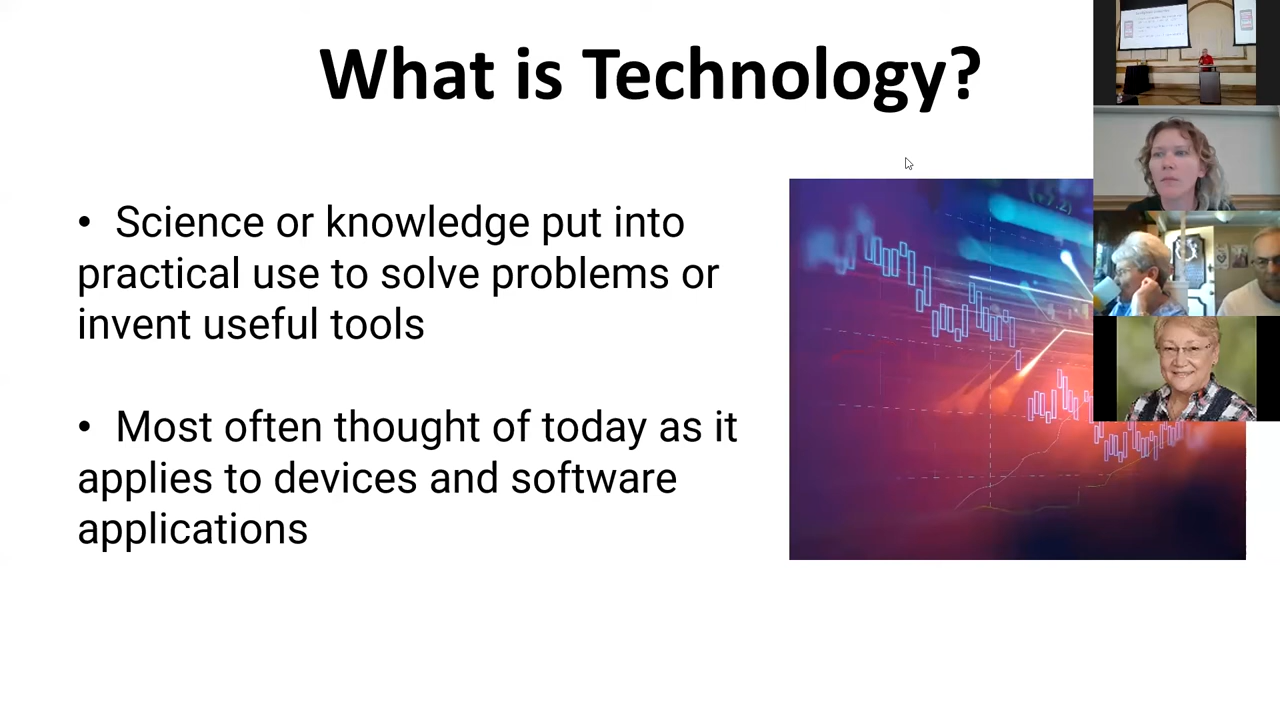 What is Technology?
• Science or knowledge put into
practical use to solve problems or
invent useful tools
• Most often thought of today as it
applies to devices and software
applications